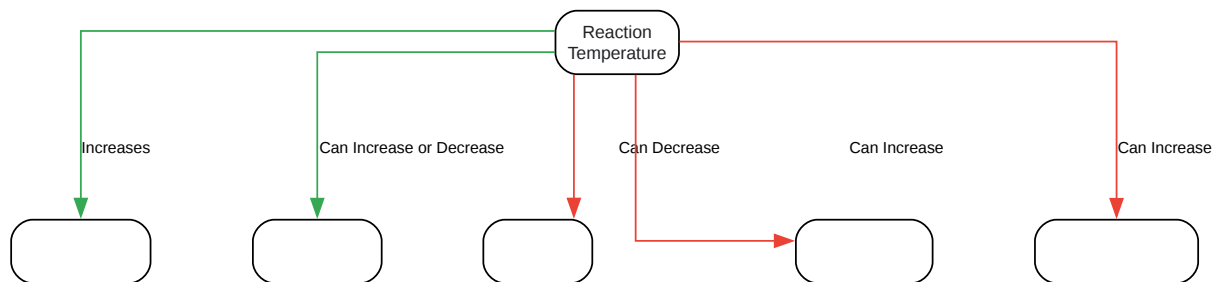 Reaction
Temperature
Increases
Can Increase or Decrease
Can Decrease
Can Increase
Can Increase